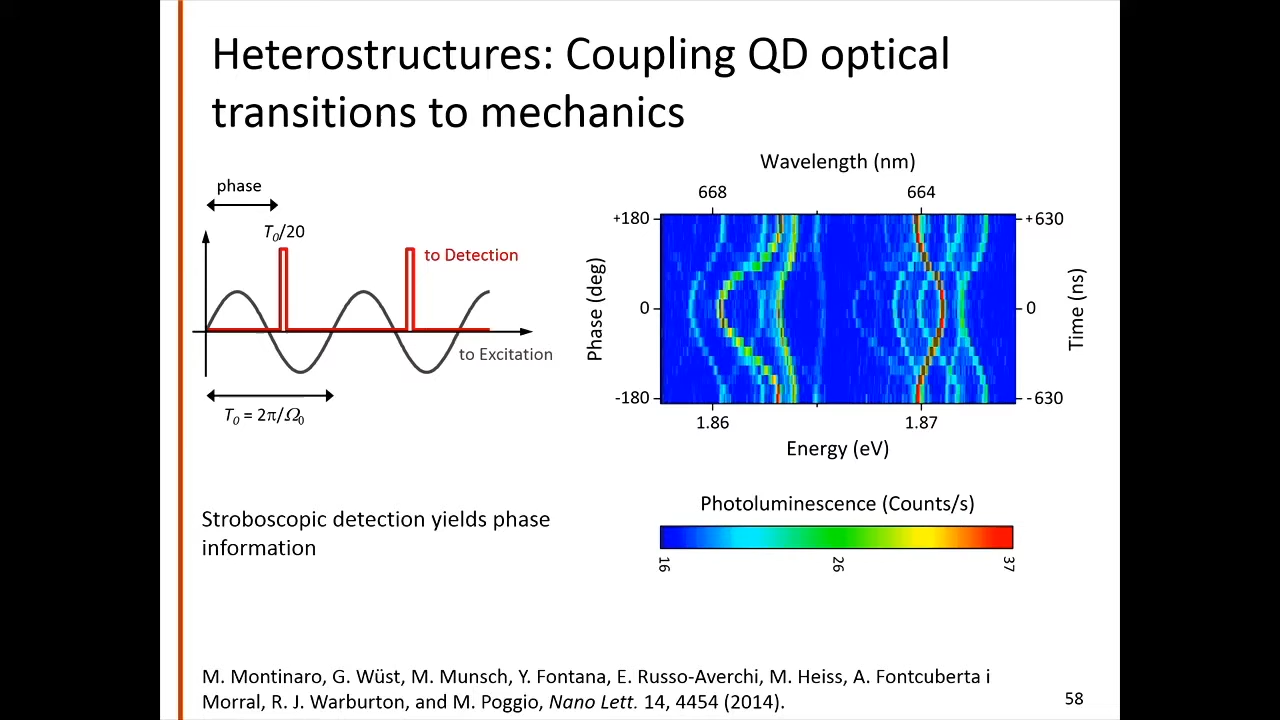 Heterostructures: Coupling QD optical
transitions to mechanics
phase
T₀/20
to Detection
to Excitation
T₀ = 2π/Ω₀
Stroboscopic detection yields phase
information
Wavelength (nm)
668 664
+180
0
-180
Phase (deg)
+630
0
-630
Time (ns)
1.86 1.87
Energy (eV)
Photoluminescence (Counts/s)
16 26 37
M. Montinaro, G. Wüst, M. Munsch, Y. Fontana, E. Russo-Averchi, M. Heiss, A. Fontcuberta i
Morral, R. J. Warburton, and M. Poggio, Nano Lett. 14, 4454 (2014).
58